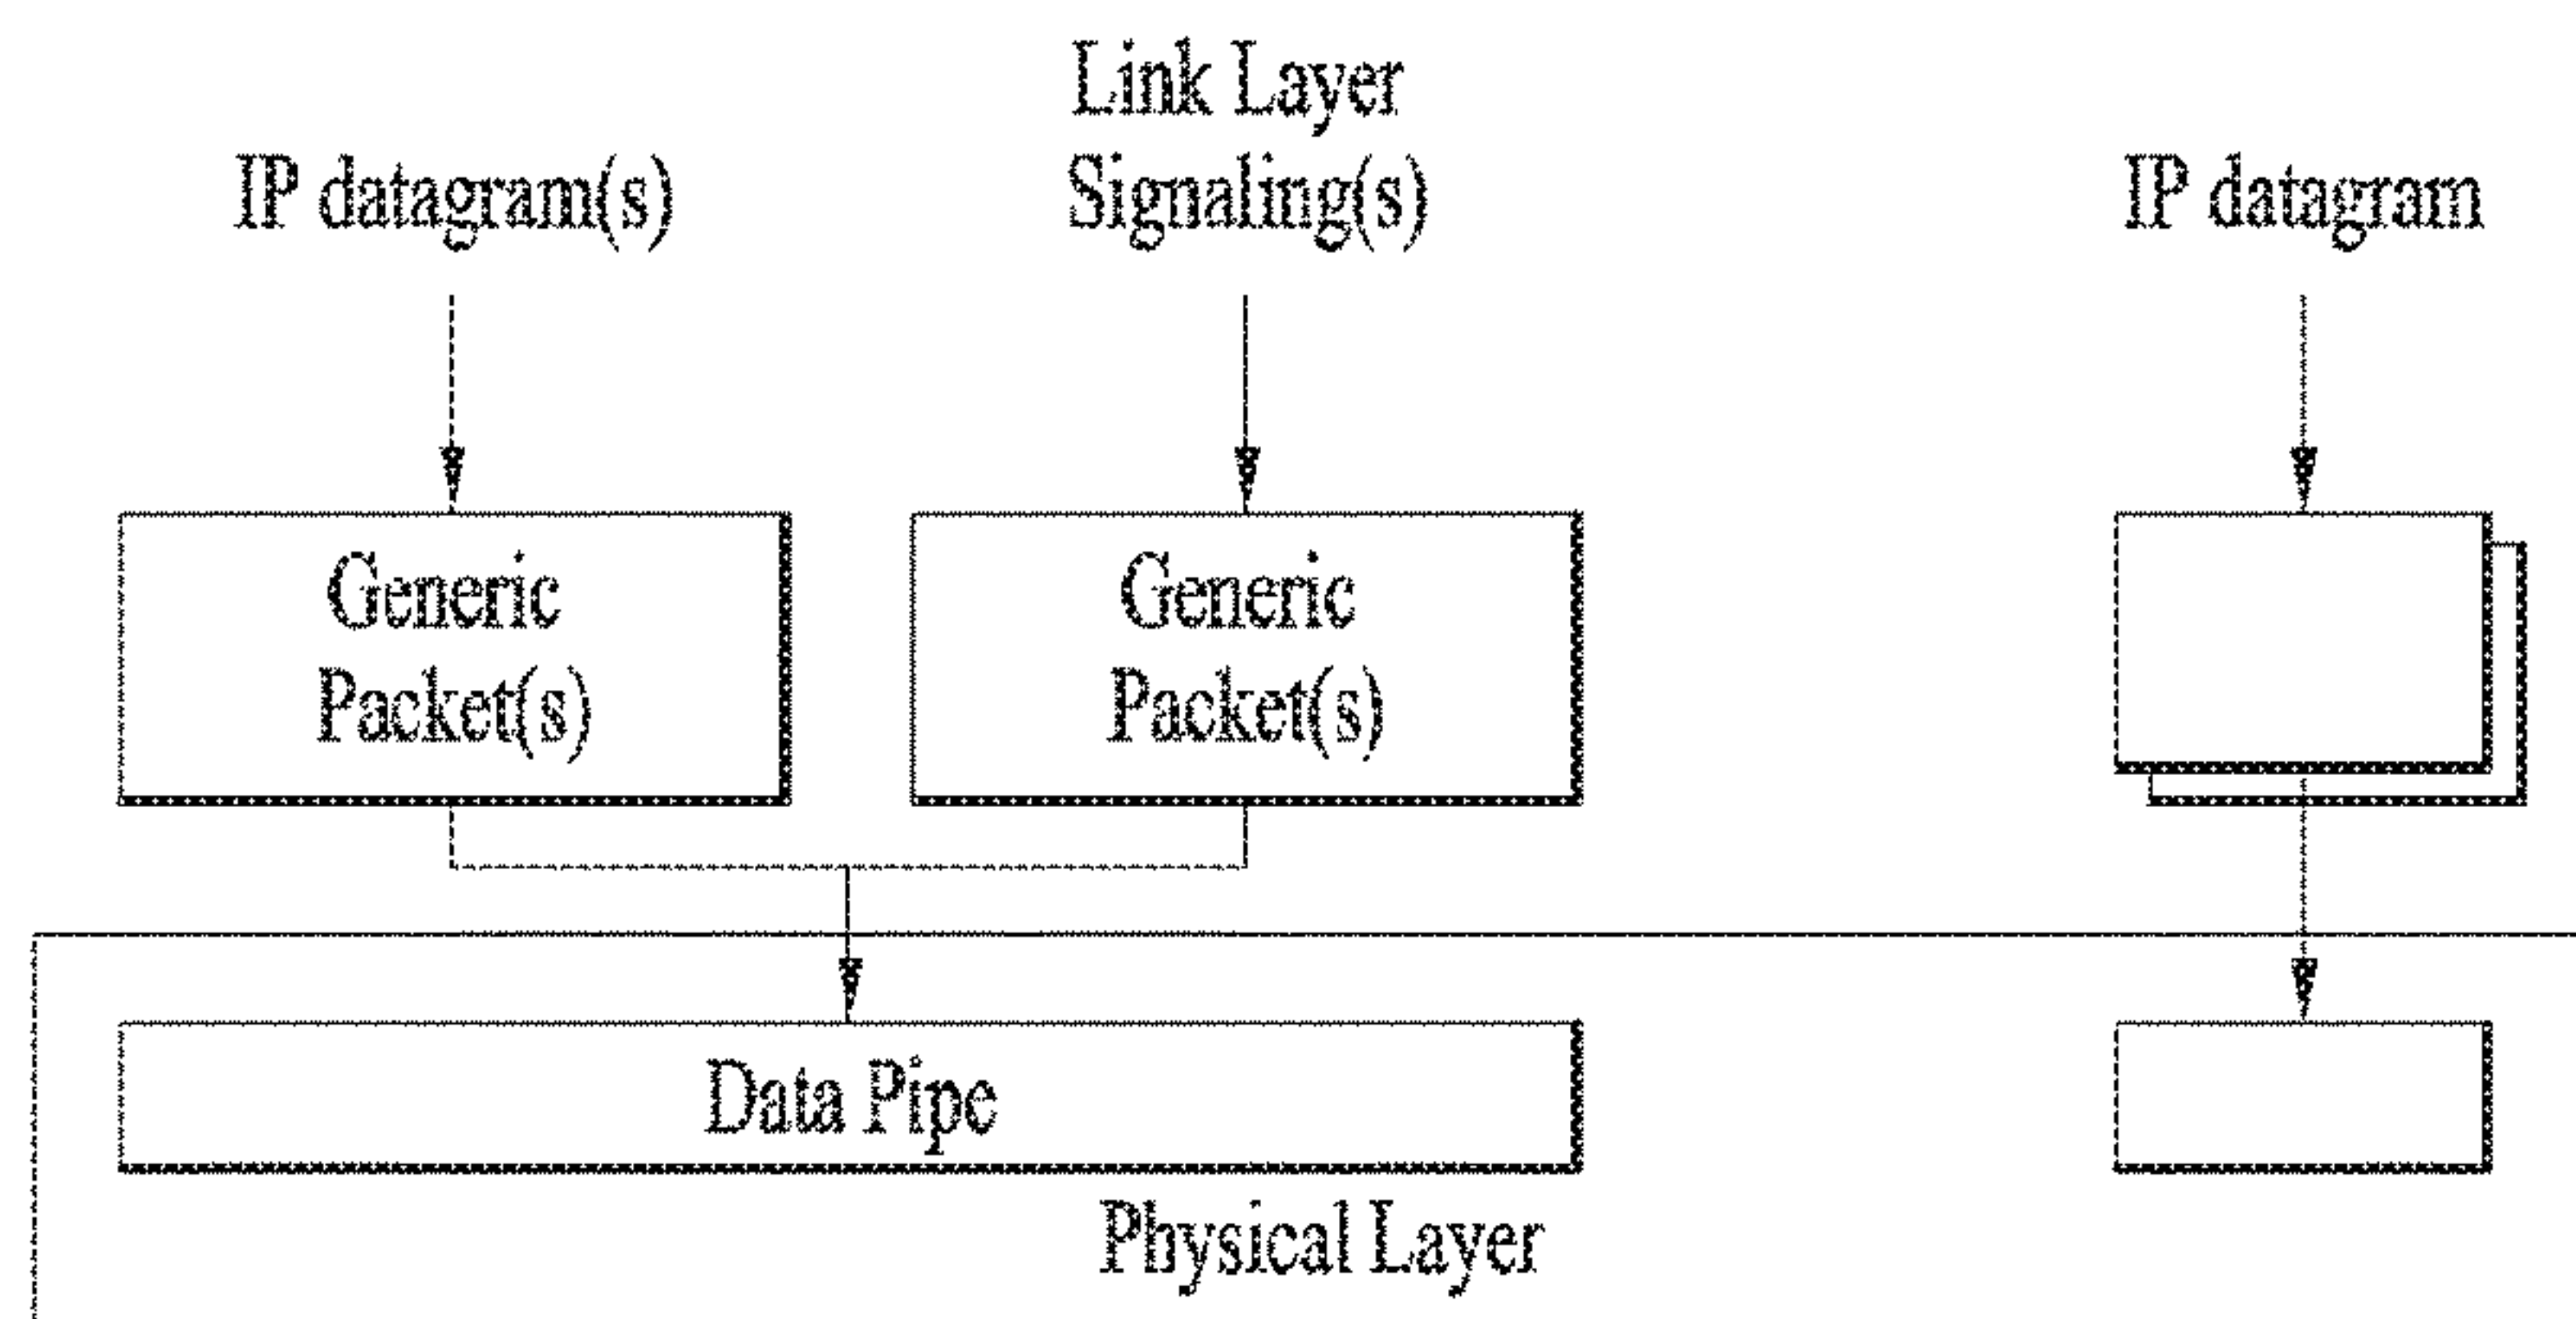 Link Layer
IP datagram(s)
Signaling(s)
IP datagram
Generic
Packet(s)
Generic
Packet(s)
Data Pipe
Physical Layer